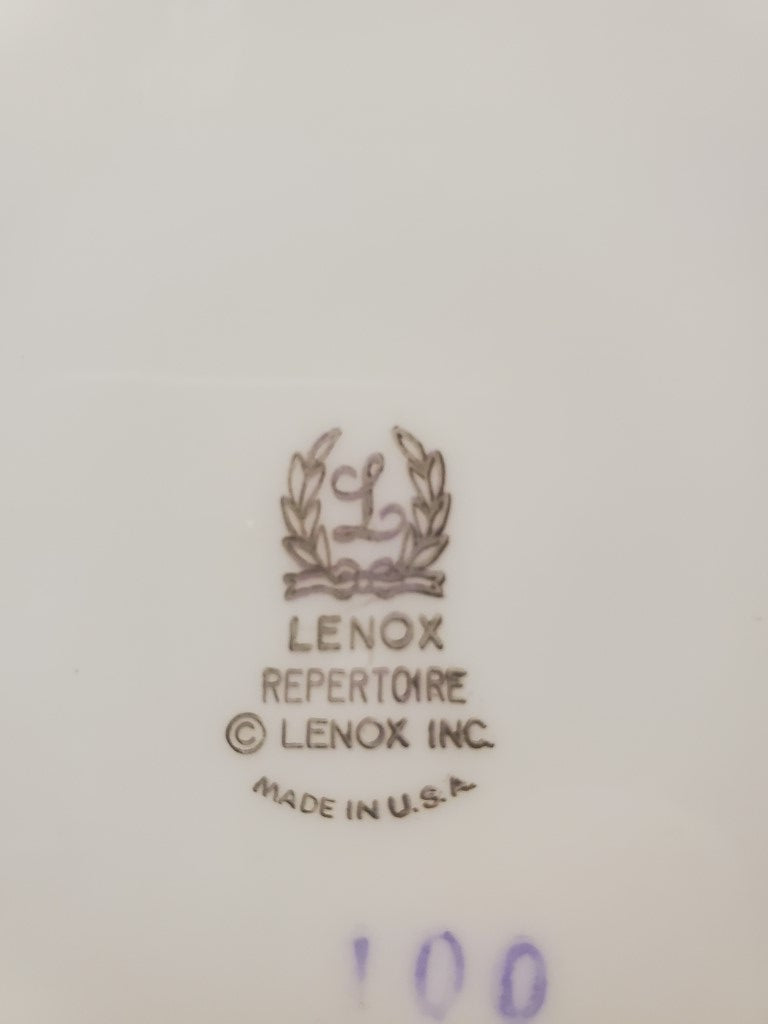 L
LENOX
REPERTOIRE
© LENOX INC.
MADE IN U.S.A.
100